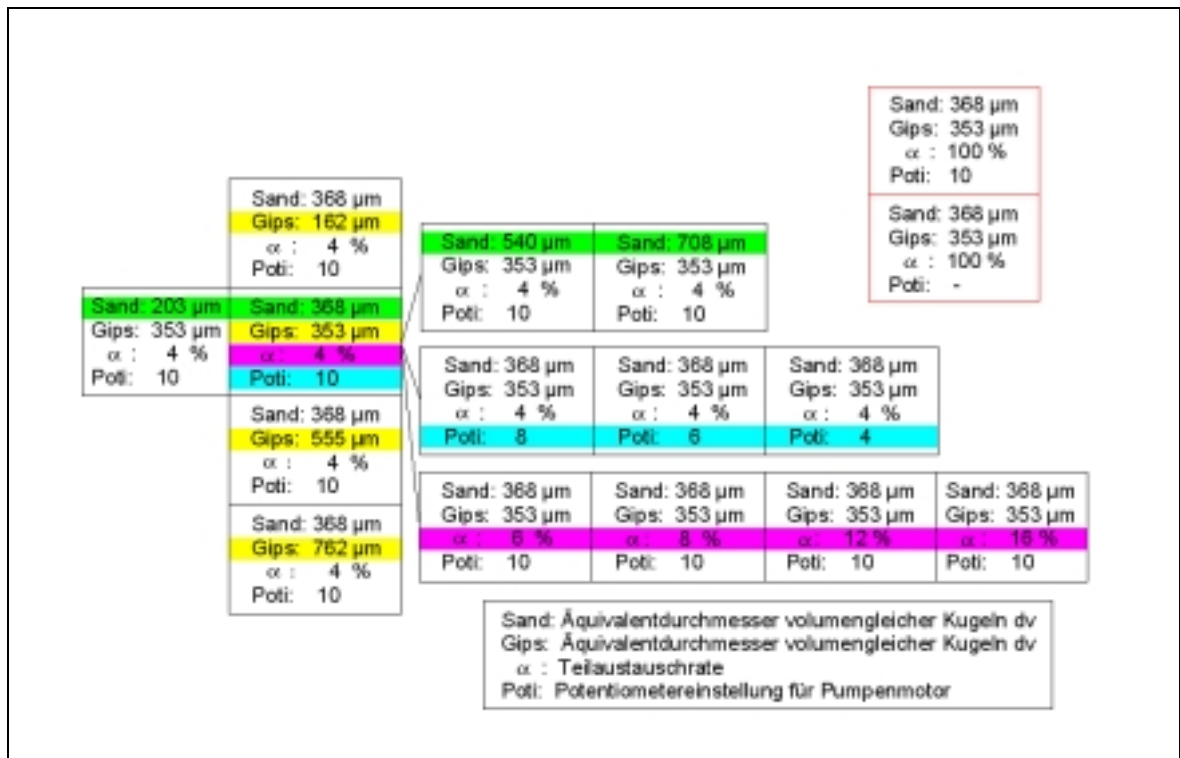 Sand: 368 µm
Gips: 353 µm
α : 100 %
Poti: 10
Sand: 368 µm
Gips: 353 µm
α : 100 %
Poti: -
Sand: 368 µm
Gips: 162 µm
α : 4 %
Poti: 10
Sand: 203 µm
Gips: 353 µm
α : 4 %
Poti: 10
Sand: 368 µm
Gips: 353 µm
α : 4 %
Poti: 10
Sand: 368 µm
Gips: 555 µm
α : 4 %
Poti: 10
Sand: 368 µm
Gips: 762 µm
α : 4 %
Poti: 10
Sand: 540 µm
Gips: 353 µm
α : 4 %
Poti: 10
Sand: 708 µm
Gips: 353 µm
α : 4 %
Poti: 10
Sand: 368 µm
Gips: 353 µm
α : 4 %
Poti: 8
Sand: 368 µm
Gips: 353 µm
α : 4 %
Poti: 6
Sand: 368 µm
Gips: 353 µm
α : 4 %
Poti: 4
Sand: 368 µm
Gips: 353 µm
α : 6 %
Poti: 10
Sand: 368 µm
Gips: 353 µm
α : 8 %
Poti: 10
Sand: 368 µm
Gips: 353 µm
α : 12 %
Poti: 10
Sand: 368 µm
Gips: 353 µm
α : 16 %
Poti: 10
Sand: Äquivalentdurchmesser volumengleicher Kugeln dv
Gips: Äquivalentdurchmesser volumengleicher Kugeln dv
α : Teilaustauschrate
Poti: Potentiometereinstellung für Pumpenmotor